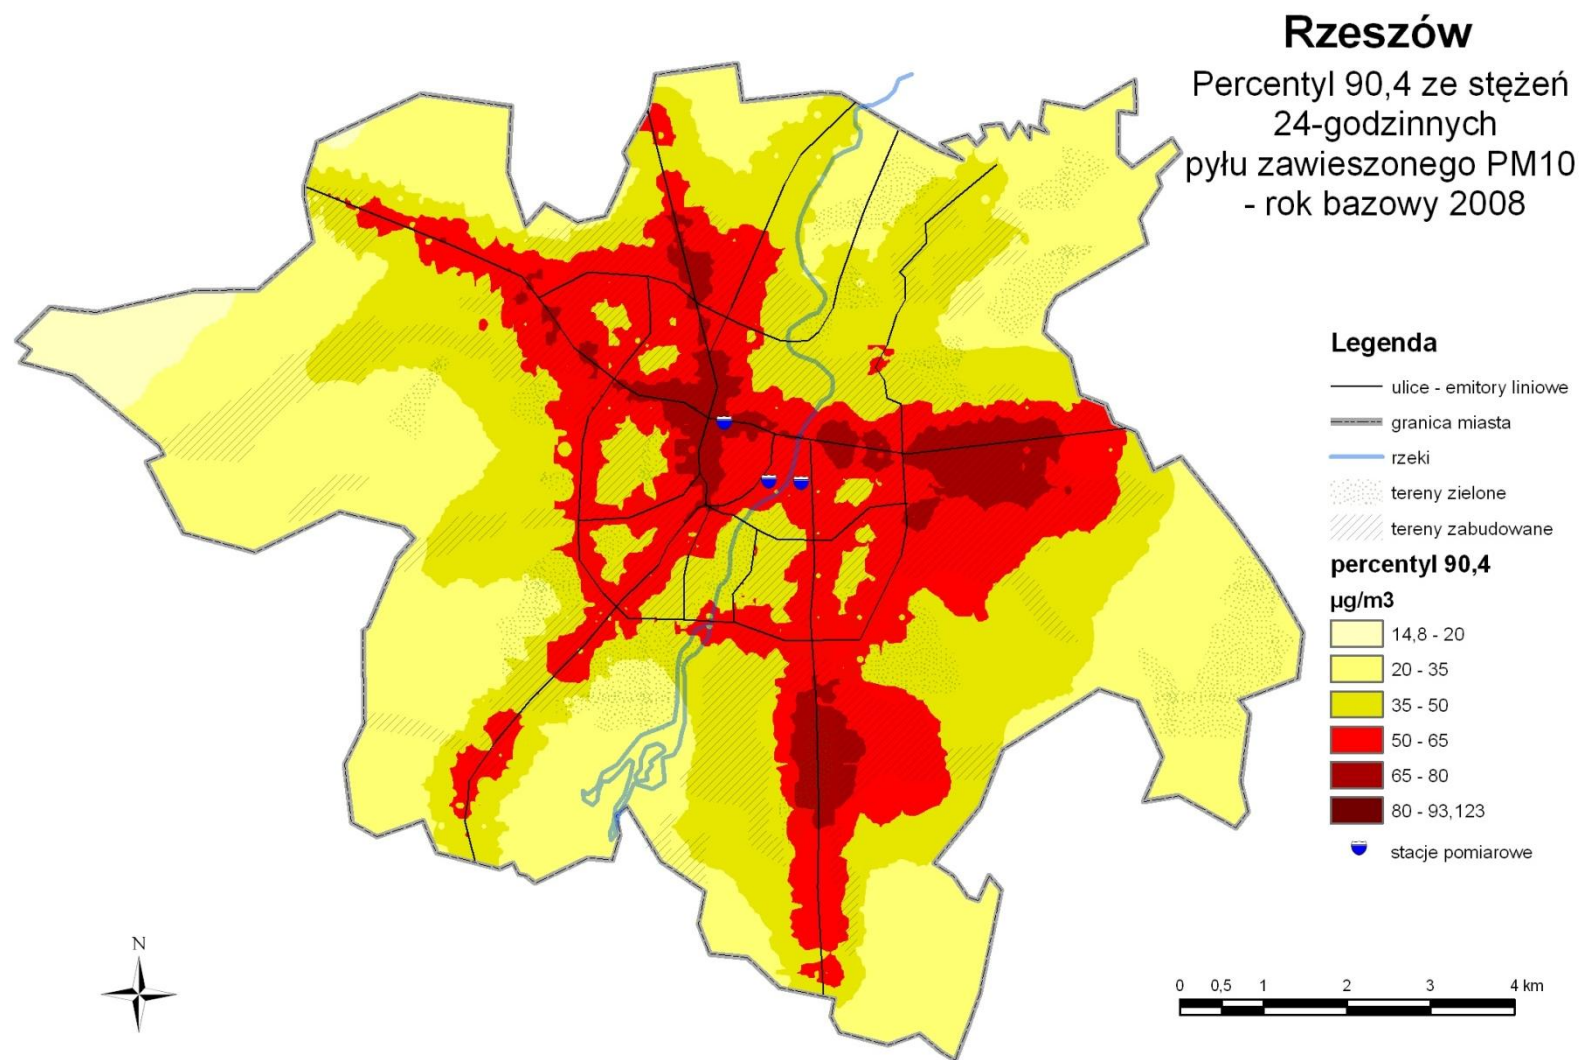 Rzeszów
Percentyl 90,4 ze stężeń
24-godzinnych
pyłu zawieszonego PM10
- rok bazowy 2008
Legenda
ulice - emitory liniowe
granica miasta
rzeki
tereny zielone
tereny zabudowane
percentyl 90,4
µg/m3
14,8 - 20
20 - 35
35 - 50
50 - 65
65 - 80
80 - 93,123
stacje pomiarowe
N
0 0,5 1 2 3 4 km